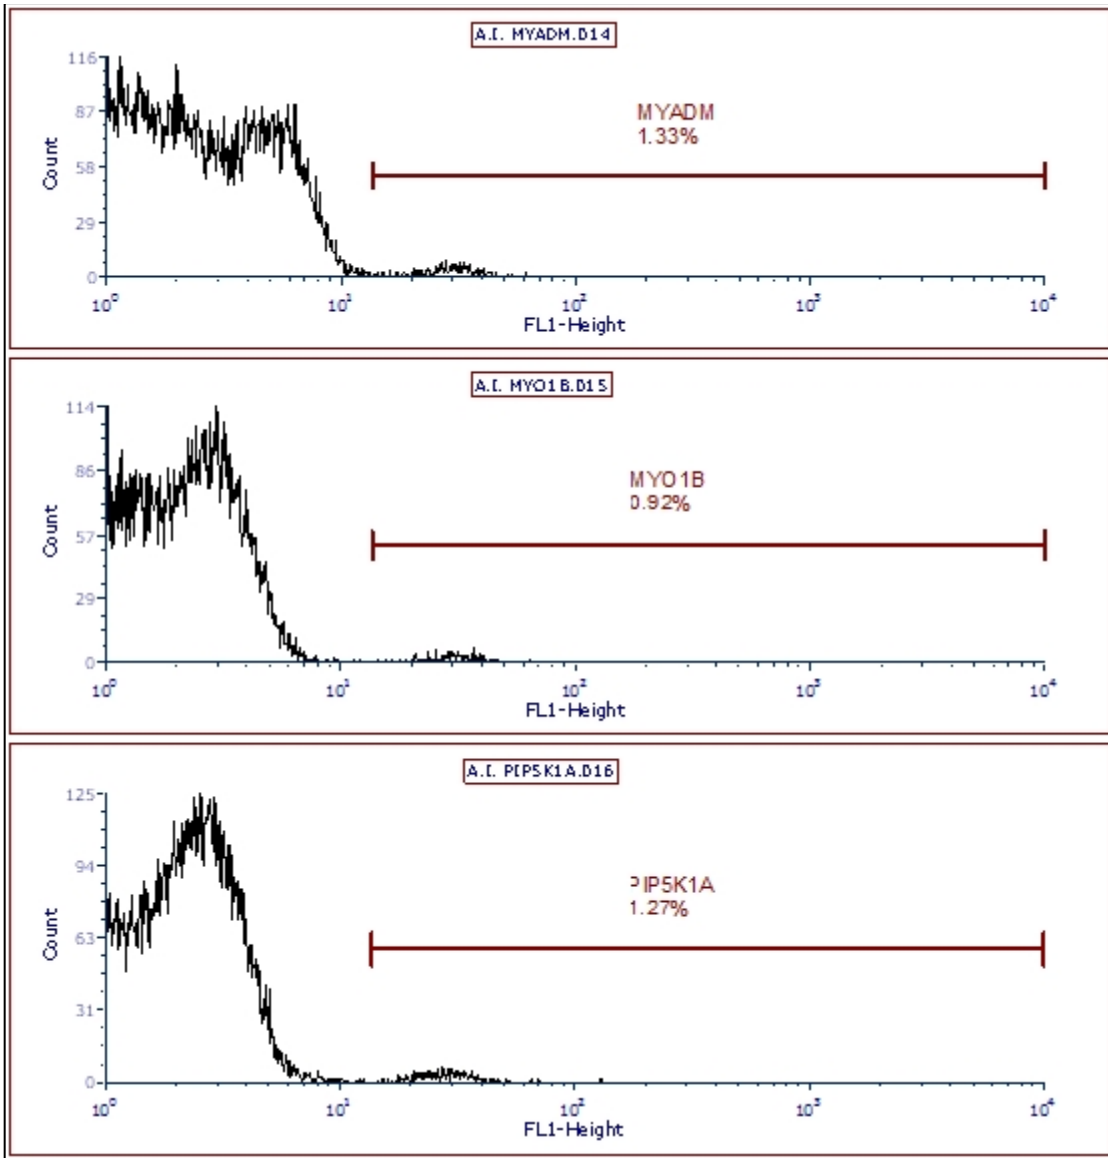 A.I. MYADM.014
116
87
58
29
0
Count
MYADM
1.33%
10⁰ 10¹ 10² 10³ 10⁴
FL1-Height
A.I. MYO1B.015
114
86
57
29
0
Count
MYO1B
0.92%
10⁰ 10¹ 10² 10³ 10⁴
FL1-Height
A.I. PIP5K1A.016
125
94
63
31
0
Count
PIP5K1A
1.27%
10⁰ 10¹ 10² 10³ 10⁴
FL1-Height